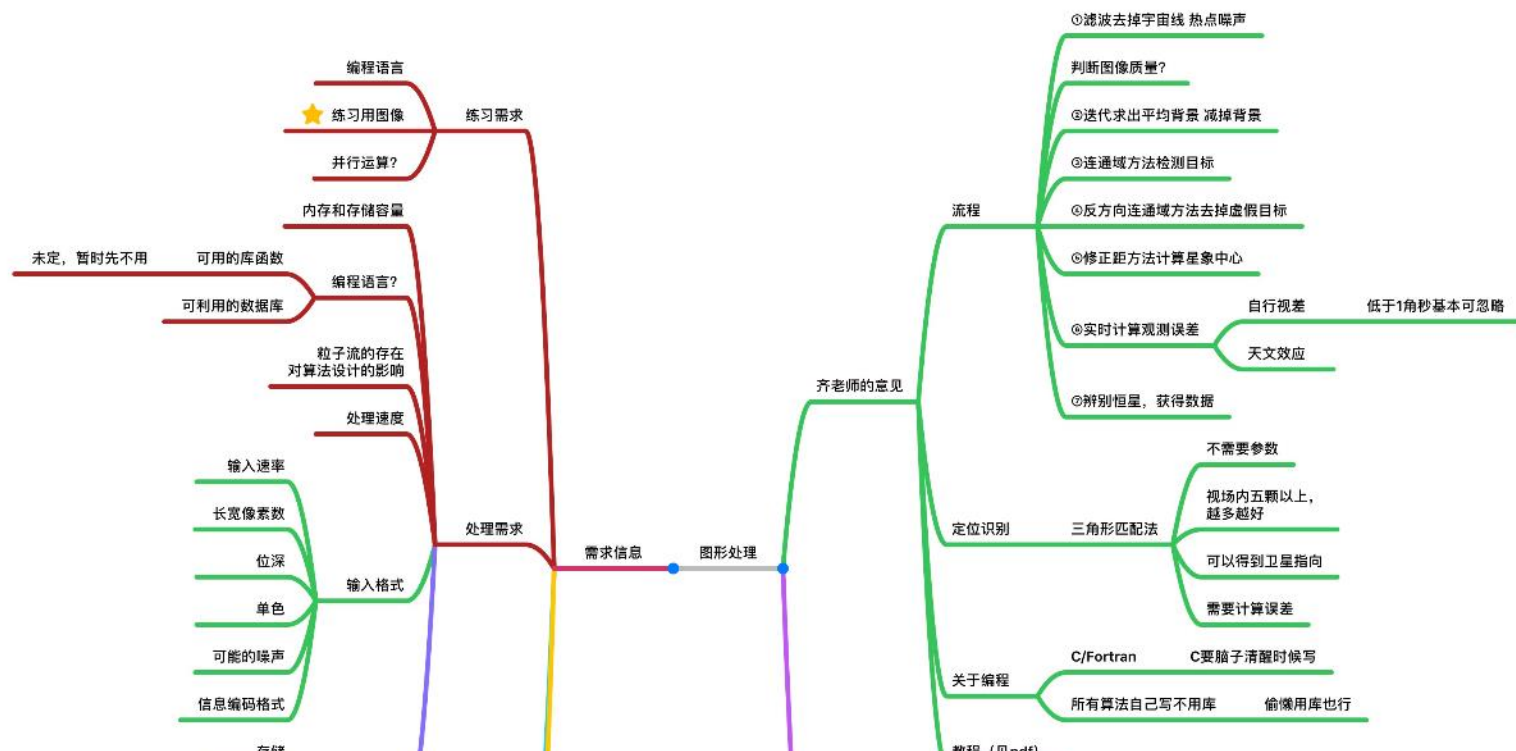 编程语言
练习用图像
并行运算?
练习需求
内存和存储容量
未定，暂时先不用
可用的库函数
可利用的数据库
编程语言?
粒子流的存在
对算法设计的影响
处理速度
输入速率
长宽像素数
位深
单色
可能的噪声
信息编码格式
输入格式
处理需求
需求信息
图形处理
①滤波去掉宇宙线 热点噪声
判断图像质量?
②迭代求出平均背景 减掉背景
③连通域方法检测目标
④反方向连通域方法去掉虚假目标
⑤修正距方法计算星象中心
⑥实时计算观测误差
自行视差
低于1角秒基本可忽略
天文效应
⑦辨别恒星，获得数据
流程
齐老师的意见
定位识别
三角形匹配法
不需要参数
视场内五颗以上，
越多越好
可以得到卫星指向
需要计算误差
关于编程
C/Fortran
C要脑子清醒时候写
所有算法自己写不用库
偷懒用库也行
存储
教程（见pdf）